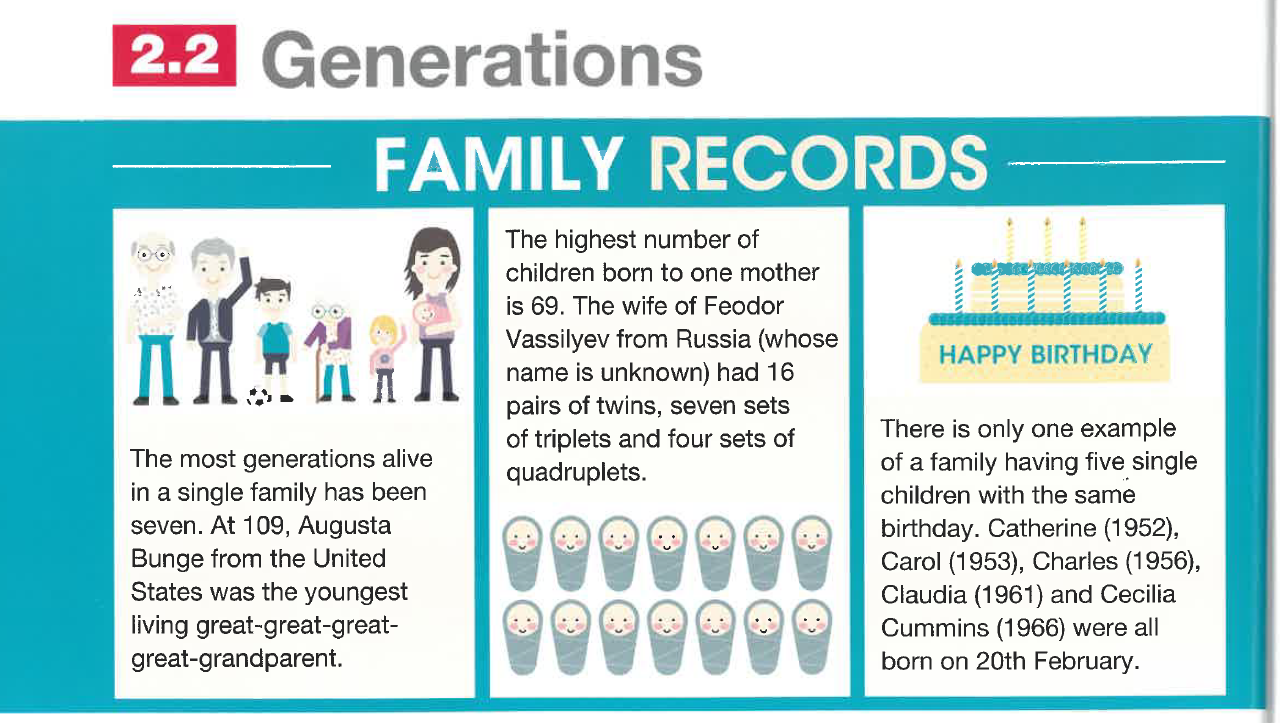 2.2 Generations
FAMILY RECORDS
The most generations alive
in a single family has been
seven. At 109, Augusta
Bunge from the United
States was the youngest
living great-great-great-
great-grandparent.
The highest number of
children born to one mother
is 69. The wife of Feodor
Vassilyev from Russia (whose
name is unknown) had 16
pairs of twins, seven sets
of triplets and four sets of
quadruplets.
HAPPY BIRTHDAY
There is only one example
of a family having five single
children with the same
birthday. Catherine (1952),
Carol (1953), Charles (1956),
Claudia (1961) and Cecilia
Cummins (1966) were all
born on 20th February.